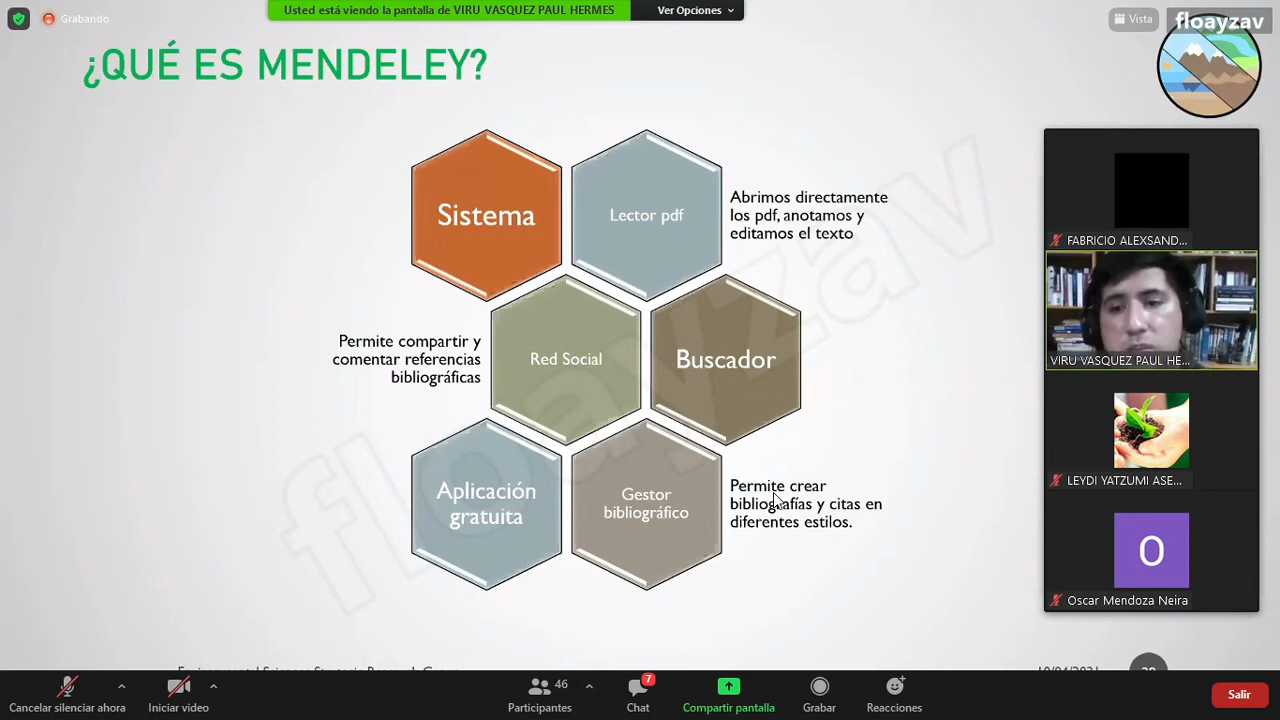 Grabando
Usted está viendo la pantalla de VIRU VASQUEZ PAUL HERMES
Ver Opciones
Vista
floayzav
¿QUÉ ES MENDELEY?
Sistema
Lector pdf
Abrimos directamente
los pdf, anotamos y
editamos el texto
Permite compartir y
comentar referencias
bibliográficas
Red Social
Buscador
Aplicación
gratuita
Gestor
bibliográfico
Permite crear
bibliografías y citas en
diferentes estilos.
floayzav
FABRICIO ALEXSAND...
VIRU VASQUEZ PAUL HE...
LEYDI YATZUMI ASE...
O
Oscar Mendoza Neira
Cancelar silenciar ahora
Iniciar video
46
Participantes
7
Chat
Compartir pantalla
Grabar
Reacciones
Salir